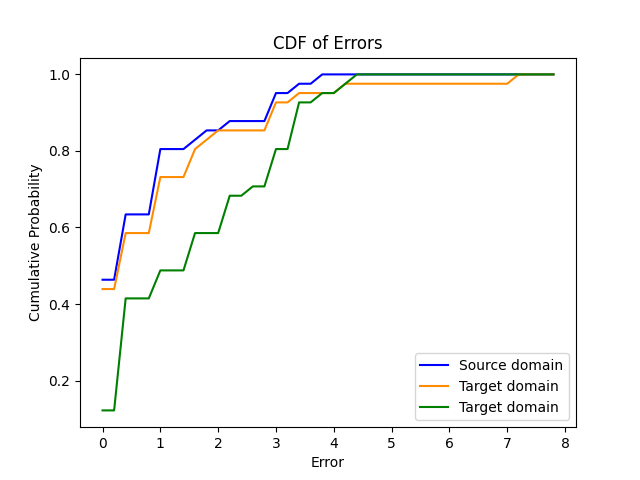 CDF of Errors
1.0
0.8
0.6
0.4
0.2
Cumulative Probability
Source domain
Target domain
Target domain
0 1 2 3 4 5 6 7 8
Error